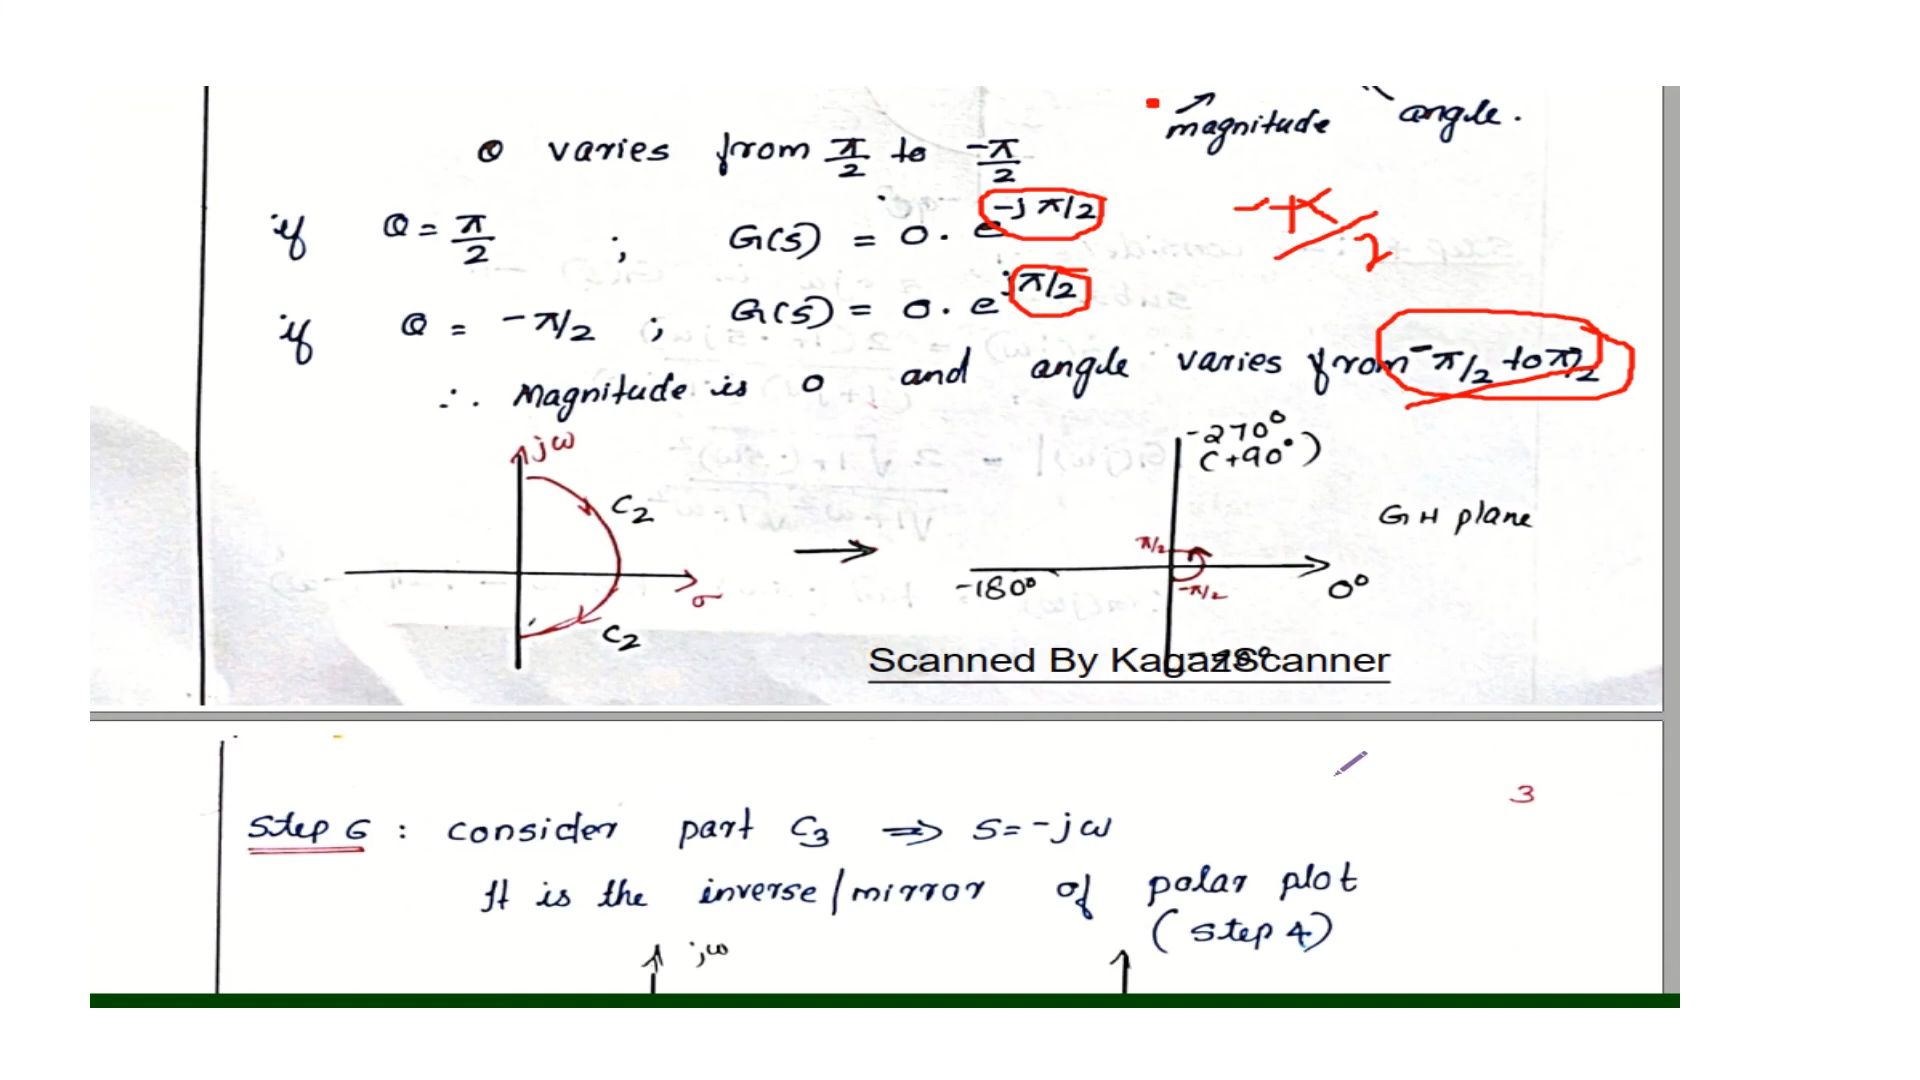 magnitude angle.
θ varies from π/2 to -π/2
-π/2
if θ = π/2 ; G(s) = 0. e^-jπ/2
if θ = -π/2 ; G(s) = 0. e^jπ/2
∴ Magnitude is 0 and angle varies from -π/2 to π/2
jω
C2
σ
C2
-270°
(+90°)
GH plane
π/2
-180°
-π/2
0°
Scanned By KagazScanner
3
Step 6 : consider part C3 ⇒ s = -jω
It is the inverse/mirror of polar plot
(step 4)
jω